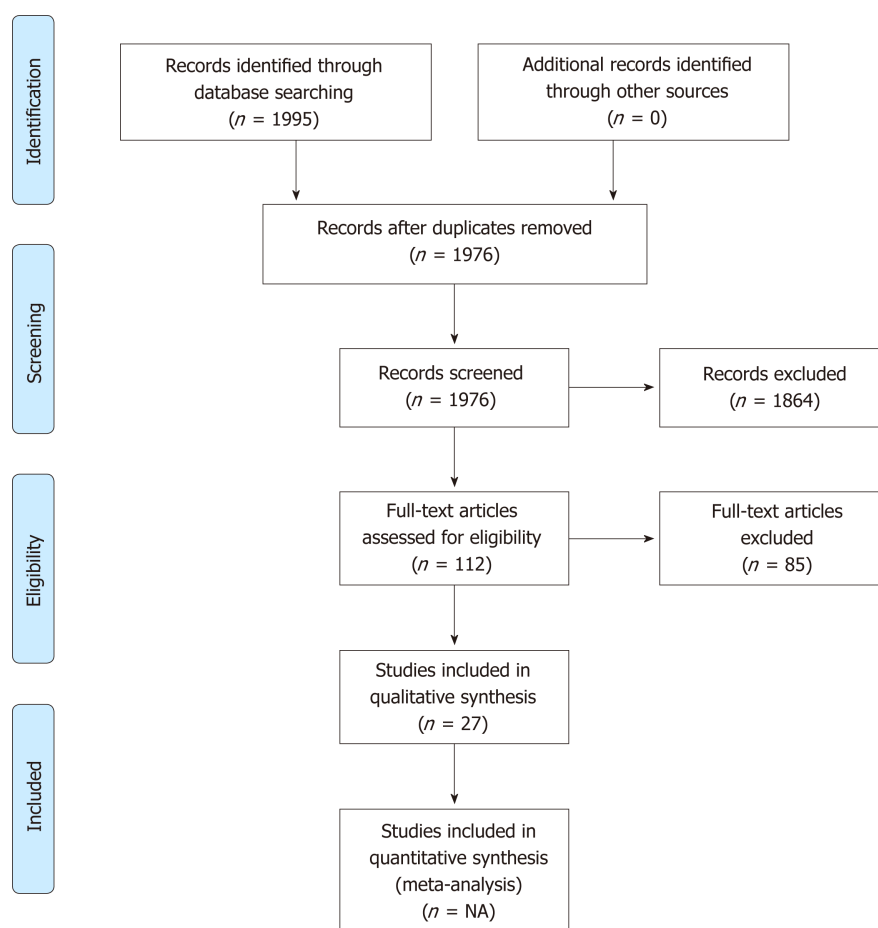 Identification
Records identified through
database searching
(n = 1995)
Additional records identified
through other sources
(n = 0)
Records after duplicates removed
(n = 1976)
Screening
Records screened
(n = 1976)
Records excluded
(n = 1864)
Eligibility
Full-text articles
assessed for eligibility
(n = 112)
Full-text articles
excluded
(n = 85)
Studies included in
qualitative synthesis
(n = 27)
Included
Studies included in
quantitative synthesis
(meta-analysis)
(n = NA)